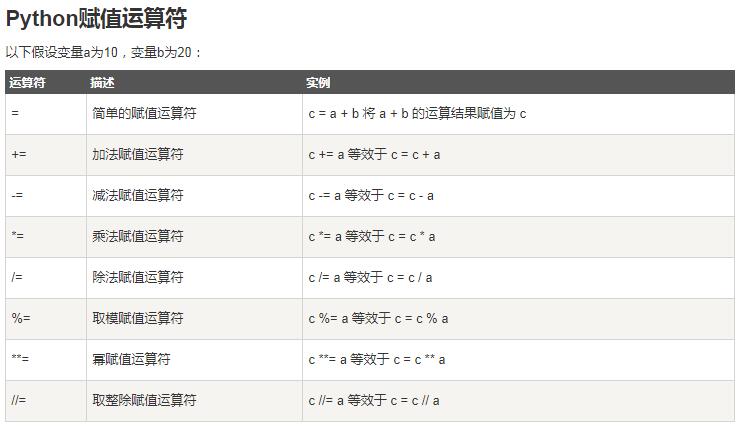 Python赋值运算符
以下假设变量a为10，变量b为20：
运算符 描述 实例
= 简单的赋值运算符 c = a + b 将 a + b 的运算结果赋值为 c
+= 加法赋值运算符 c += a 等效于 c = c + a
-= 减法赋值运算符 c -= a 等效于 c = c - a
*= 乘法赋值运算符 c *= a 等效于 c = c * a
/= 除法赋值运算符 c /= a 等效于 c = c / a
%= 取模赋值运算符 c %= a 等效于 c = c % a
**= 幂赋值运算符 c **= a 等效于 c = c ** a
//= 取整除赋值运算符 c //= a 等效于 c = c // a